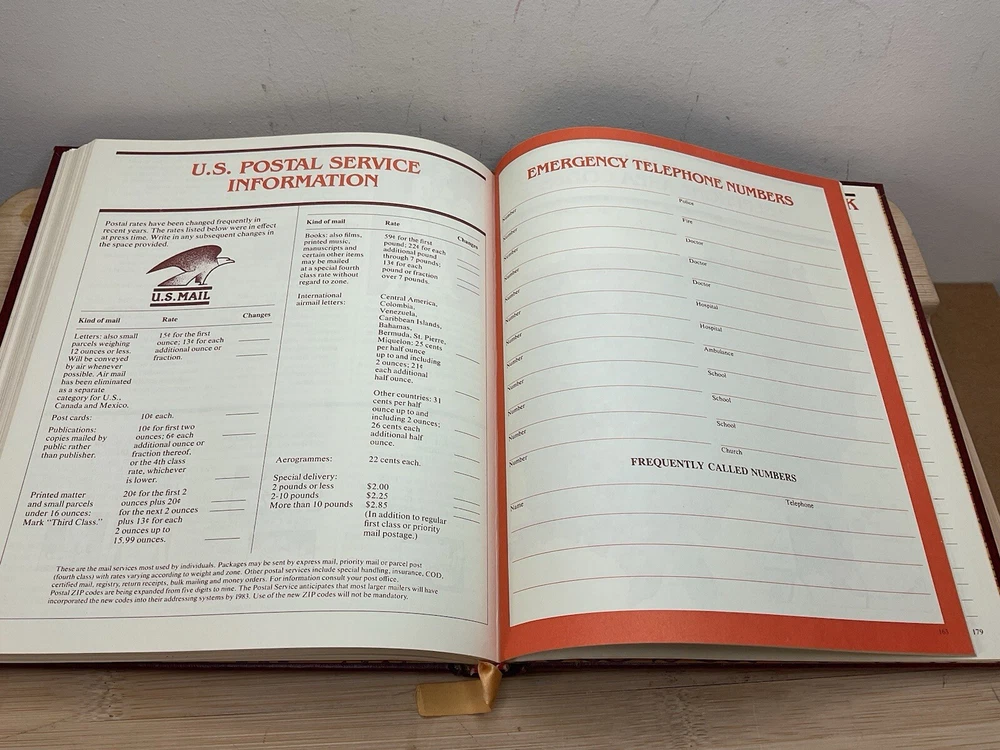 U.S. POSTAL SERVICE
INFORMATION
Postal rates have been changed frequently in
recent years. The rates listed below were in effect
at press time. Write in any subsequent changes in
the space provided.
U.S. MAIL
Kind of mail Rate Changes
Letters: also small
parcels weighing
12 ounces or less.
Will be conveyed
by air whenever
possible. Air mail
has been eliminated
as a separate
category for U.S.,
Canada and Mexico.
15¢ for the first
ounce; 13¢ for each
additional ounce or
fraction.
Post cards: 10¢ each.
Publications:
copies mailed by
public rather
than publisher.
10¢ for first two
ounces; 6¢ each
additional ounce or
fraction thereof,
or the 4th class
rate, whichever
is lower.
Printed matter
and small parcels
under 16 ounces:
Mark "Third Class."
20¢ for the first 2
ounces plus 20¢
for the next 2 ounces
plus 13¢ for each
2 ounces up to
15.99 ounces.
Kind of mail Rate Changes
Books: also films,
printed music,
manuscripts and
certain other items
may be mailed
at a special fourth
class rate without
regard to zone.
59¢ for the first
pound; 22¢ for each
additional pound
through 7 pounds;
13¢ for each
pound or fraction
over 7 pounds.
International
airmail letters:
Central America,
Colombia,
Venezuela,
Caribbean Islands,
Bahamas,
Bermuda, St. Pierre,
Miquelon; 25 cents
per half ounce
up to and including
2 ounces; 21¢
each additional
half ounce.
Other countries: 31
cents per half
ounce up to and
including 2 ounces;
26 cents each
additional half
ounce.
Aerogrammes: 22 cents each.
Special delivery:
2 pounds or less $2.00
2-10 pounds $2.25
More than 10 pounds $2.85
(In addition to regular
first class or priority
mail postage.)
These are the mail services most used by individuals. Packages may be sent by express mail, priority mail or parcel post
(fourth class) with rates varying according to weight and zone. Other postal services include special handling, insurance, COD,
certified mail, registry, return receipts, bulk mailing and money orders. For information consult your post office.
Postal ZIP codes are being expanded from five digits to nine. The Postal Service anticipates that most larger mailers will have
incorporated the new codes into their addressing systems by 1983. Use of the new ZIP codes will not be mandatory.
EMERGENCY TELEPHONE NUMBERS
Number Police
Number Fire
Number Doctor
Number Doctor
Number Doctor
Number Hospital
Number Hospital
Number Ambulance
Number School
Number School
Number School
Number Church
FREQUENTLY CALLED NUMBERS
Name Telephone
K
179